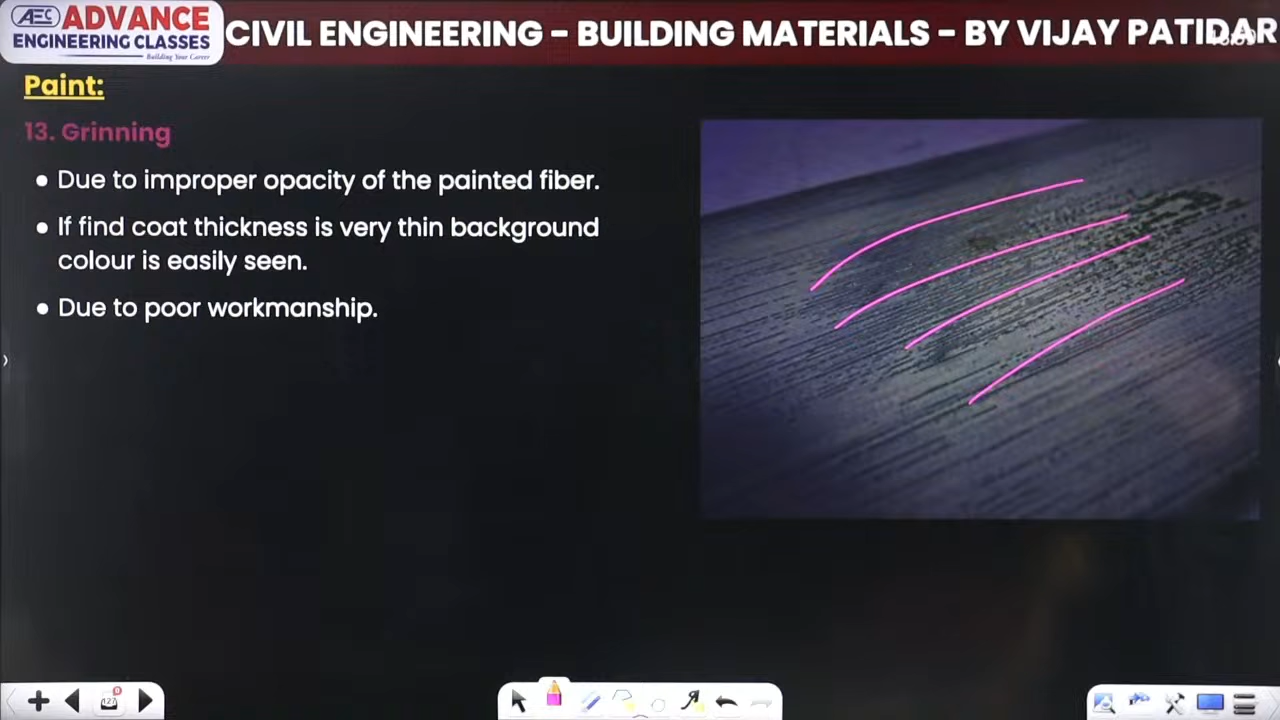 AEC ADVANCE
ENGINEERING CLASSES
Building Your Career
CIVIL ENGINEERING - BUILDING MATERIALS - BY VIJAY PATIDAR
Paint:
13. Grinning
● Due to improper opacity of the painted fiber.
● If find coat thickness is very thin background
colour is easily seen.
● Due to poor workmanship.
127